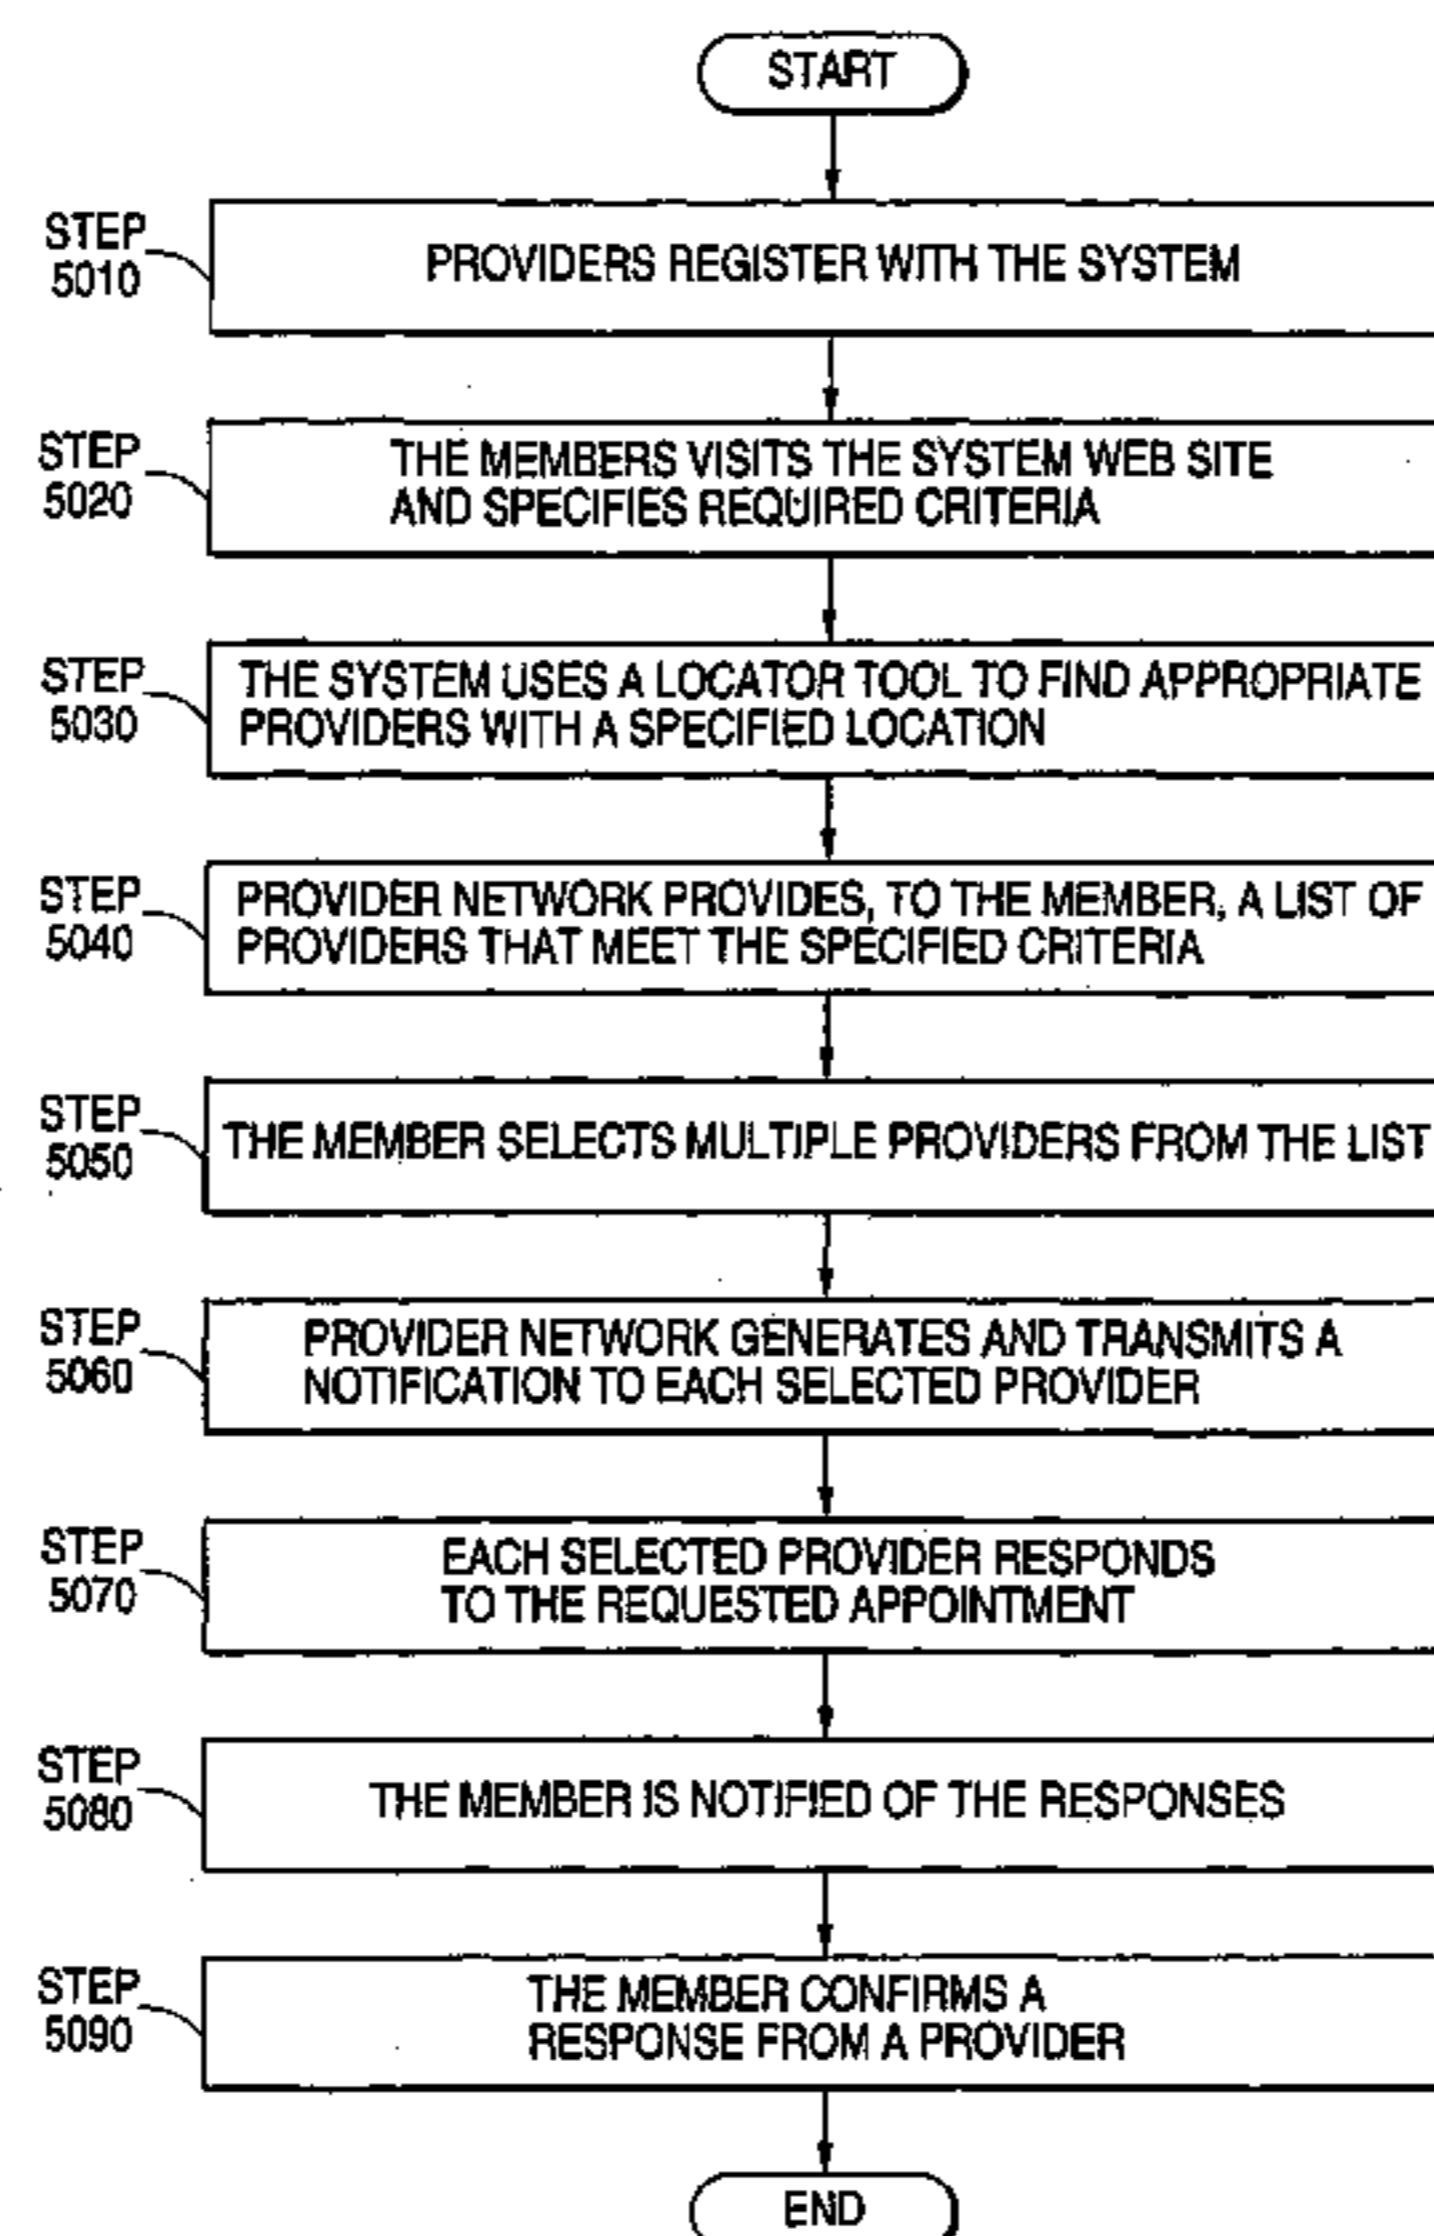 START
STEP
5010
PROVIDERS REGISTER WITH THE SYSTEM
STEP
5020
THE MEMBERS VISITS THE SYSTEM WEB SITE
AND SPECIFIES REQUIRED CRITERIA
STEP
5030
THE SYSTEM USES A LOCATOR TOOL TO FIND APPROPRIATE
PROVIDERS WITH A SPECIFIED LOCATION
STEP
5040
PROVIDER NETWORK PROVIDES, TO THE MEMBER, A LIST OF
PROVIDERS THAT MEET THE SPECIFIED CRITERIA
STEP
5050
THE MEMBER SELECTS MULTIPLE PROVIDERS FROM THE LIST
STEP
5060
PROVIDER NETWORK GENERATES AND TRANSMITS A
NOTIFICATION TO EACH SELECTED PROVIDER
STEP
5070
EACH SELECTED PROVIDER RESPONDS
TO THE REQUESTED APPOINTMENT
STEP
5080
THE MEMBER IS NOTIFIED OF THE RESPONSES
STEP
5090
THE MEMBER CONFIRMS A
RESPONSE FROM A PROVIDER
END